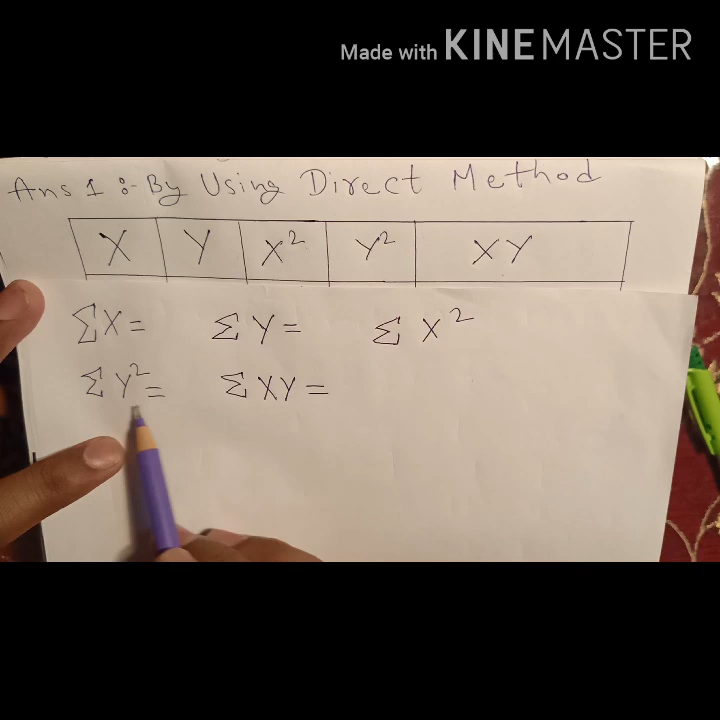 Made with KINEMASTER
Ans 1 :- By Using Direct Method
X Y X² Y² XY
ΣX= ΣY= ΣX²
ΣY²= ΣXY=